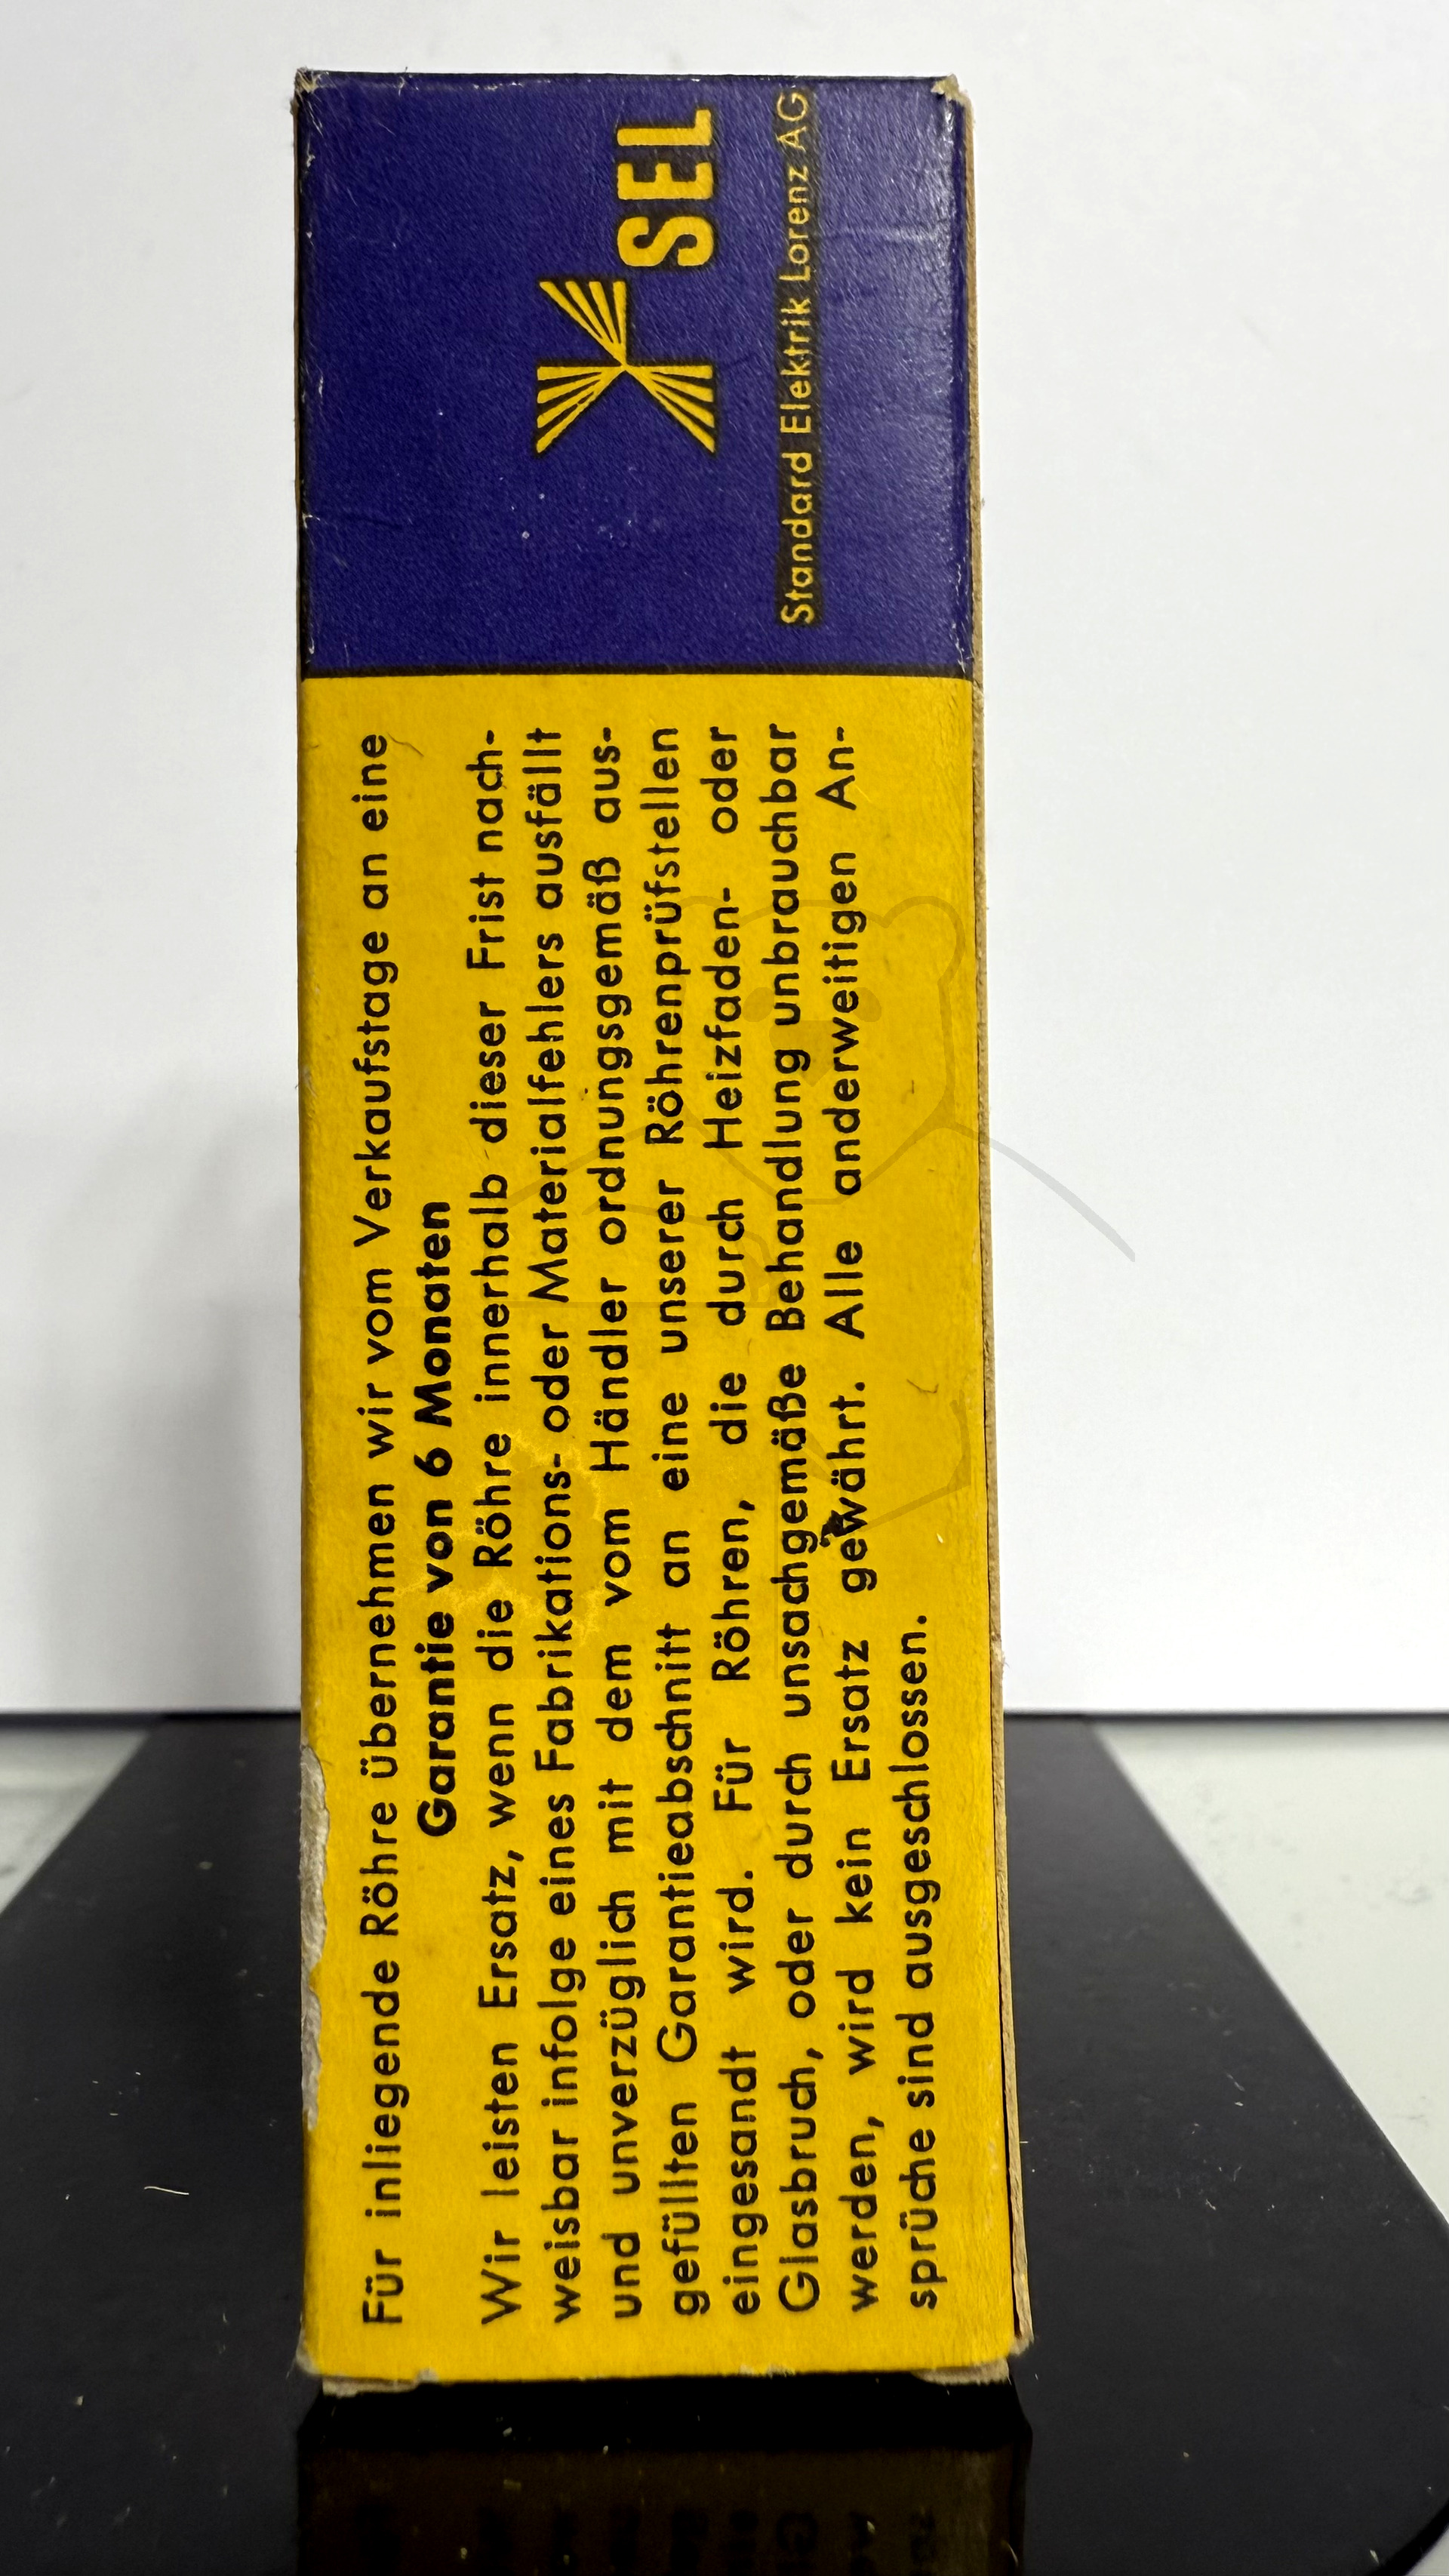 Für inliegende Röhre übernehmen wir vom Verkaufstage an eine
Garantie von 6 Monaten
Wir leisten Ersatz, wenn die Röhre innerhalb dieser Frist nach-
weisbar infolge eines Fabrikations- oder Materialfehlers ausfällt
und unverzüglich mit dem vom Händler ordnungsgemäß aus-
gefüllten Garantieabschnitt an eine unserer Röhrenprüfstellen
eingesandt wird. Für Röhren, die durch Heizfaden- oder
Glasbruch, oder durch unsachgemäße Behandlung unbrauchbar
werden, wird kein Ersatz gewährt. Alle anderweitigen An-
sprüche sind ausgeschlossen.
SEL
Standard Elektrik Lorenz AG